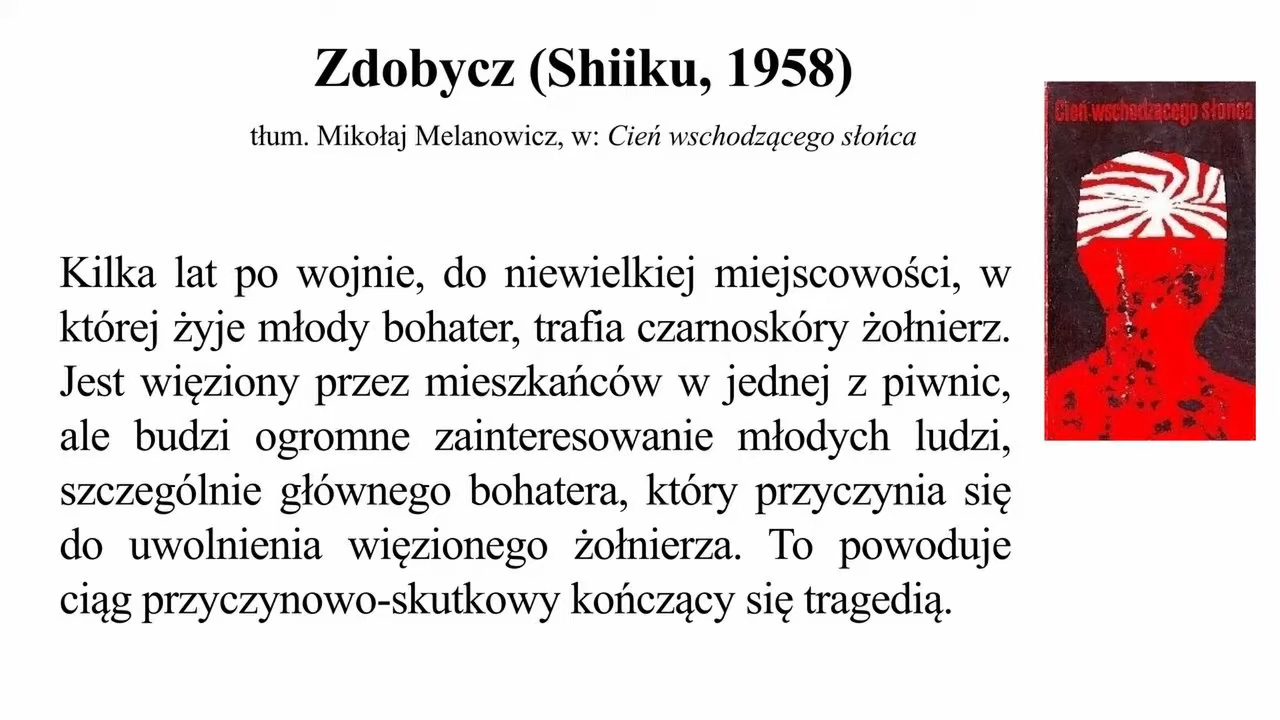 Zdobycz (Shiiku, 1958)
tłum. Mikołaj Melanowicz, w: Cień wschodzącego słońca
Cień wschodzącego słońca
Kilka lat po wojnie, do niewielkiej miejscowości, w
której żyje młody bohater, trafia czarnoskóry żołnierz.
Jest więziony przez mieszkańców w jednej z piwnic,
ale budzi ogromne zainteresowanie młodych ludzi,
szczególnie głównego bohatera, który przyczynia się
do uwolnienia więzionego żołnierza. To powoduje
ciąg przyczynowo-skutkowy kończący się tragedią.